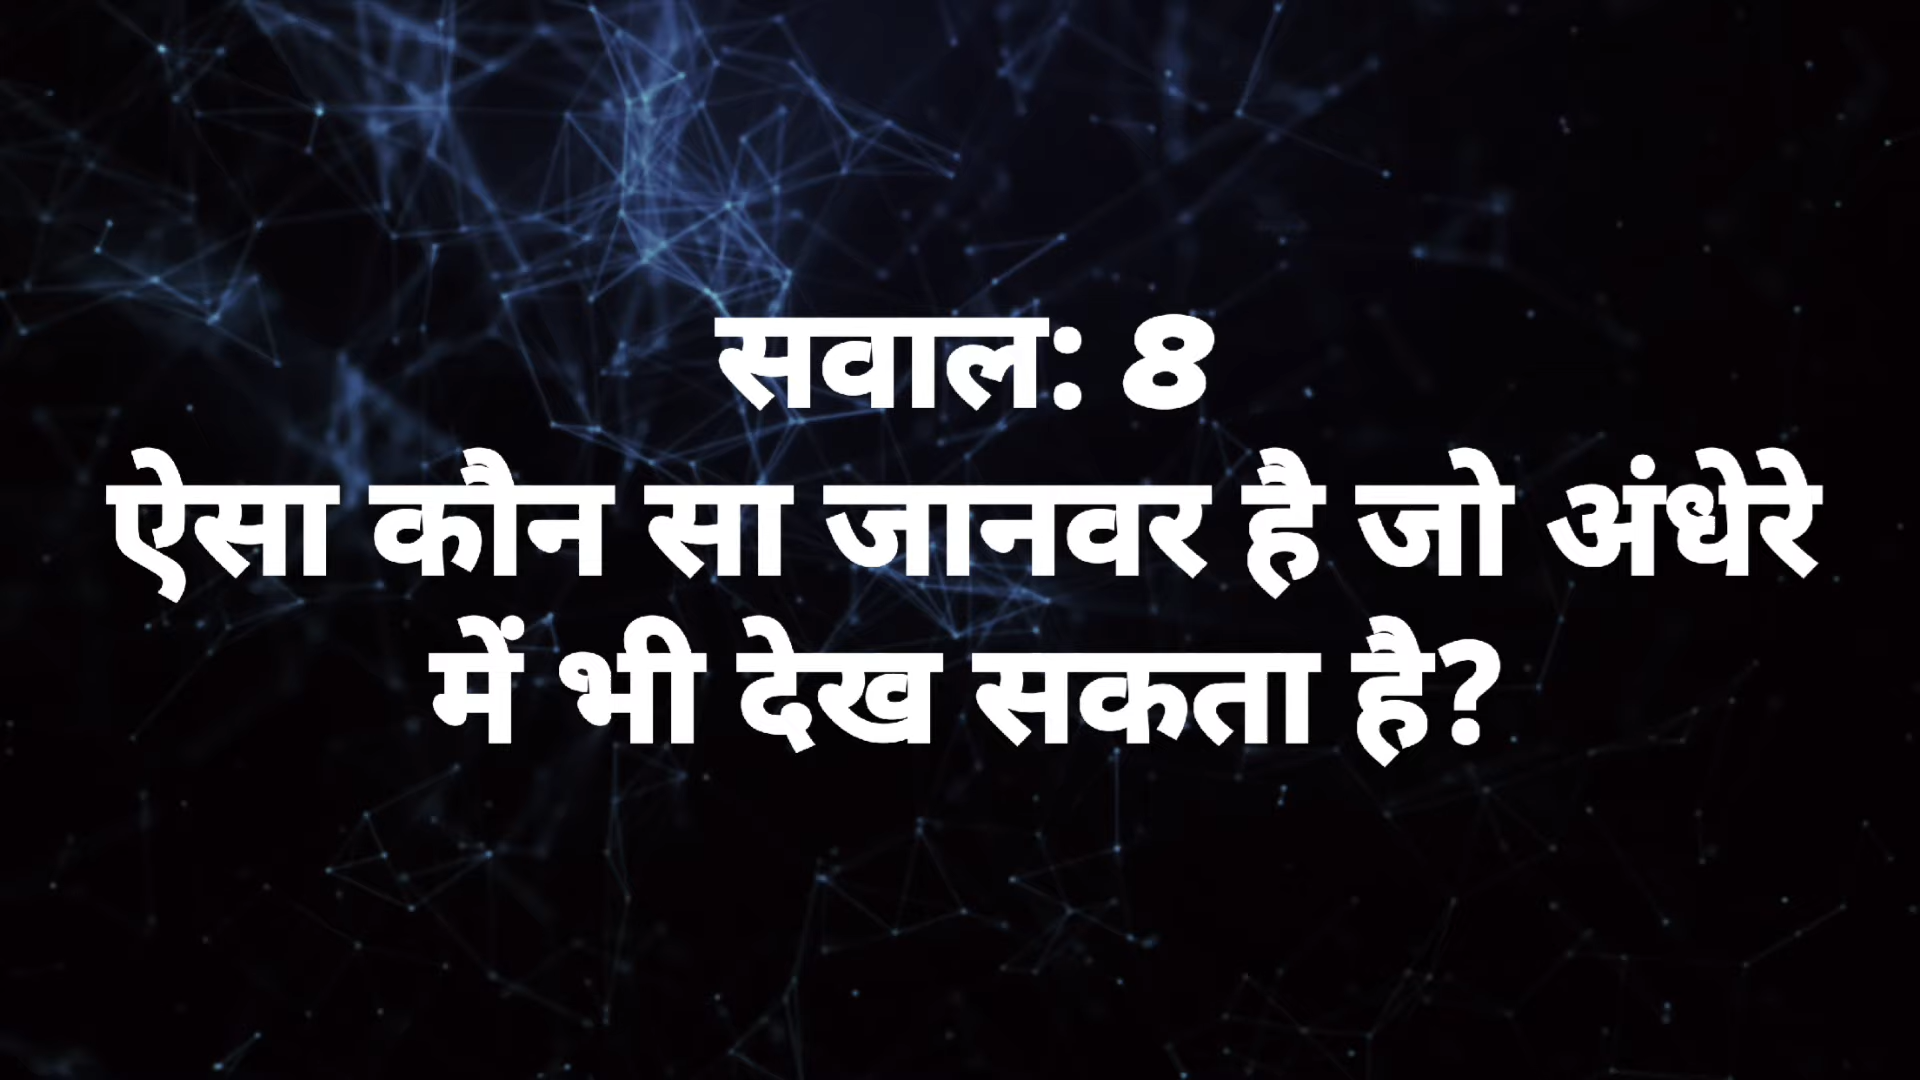 सवाल: 8
ऐसा कौन सा जानवर है जो अंधेरे
में भी देख सकता है?